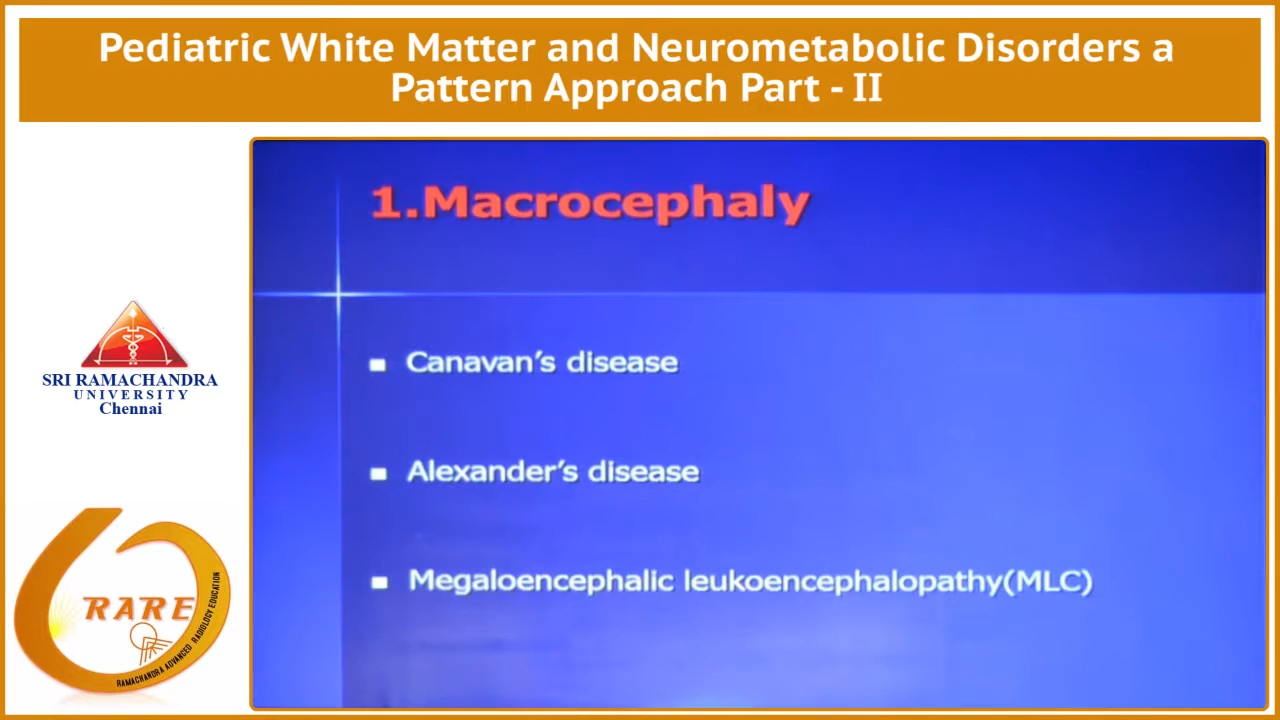 Pediatric White Matter and Neurometabolic Disorders a
Pattern Approach Part - II
1.Macrocephaly
Canavan's disease
Alexander's disease
Megaloencephalic leukoencephalopathy(MLC)
SRI RAMACHANDRA
UNIVERSITY
Chennai
RARE
RAMACHANDRA ADVANCED RADIOLOGY EDUCATION